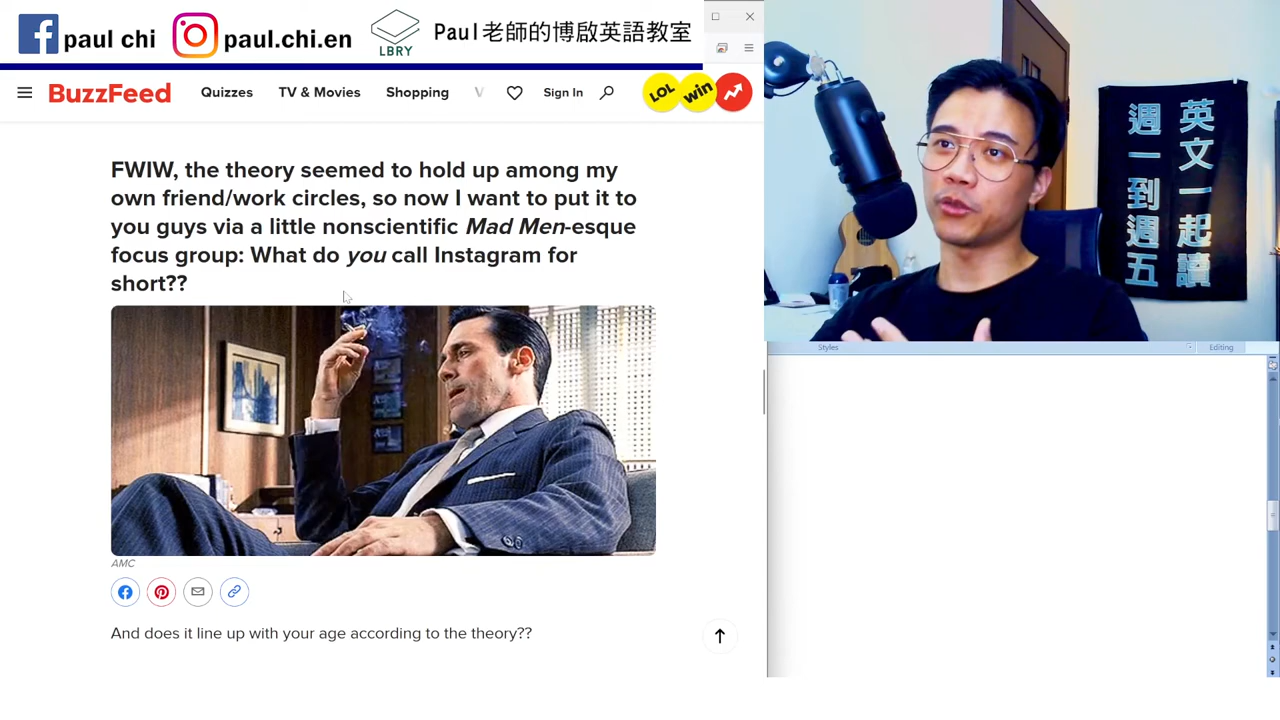 paul chi
paul.chi.en
LBRY
Paul老師的博啟英語教室
BuzzFeed
Quizzes
TV & Movies
Shopping
Sign In
LOL
win
FWIW, the theory seemed to hold up among my
own friend/work circles, so now I want to put it to
you guys via a little nonscientific Mad Men-esque
focus group: What do you call Instagram for
short??
AMC
And does it line up with your age according to the theory??
英文一起讀
週一到週五
Styles
Editing